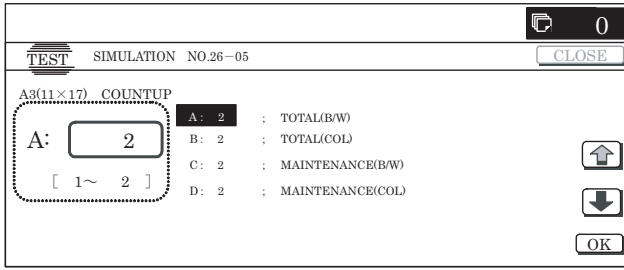 0
TEST SIMULATION NO.26−05 CLOSE
A3(11×17) COUNTUP
A: 2
[ 1～ 2 ]
A: 2 ; TOTAL(B/W)
B: 2 ; TOTAL(COL)
C: 2 ; MAINTENANCE(B/W)
D: 2 ; MAINTENANCE(COL)
OK